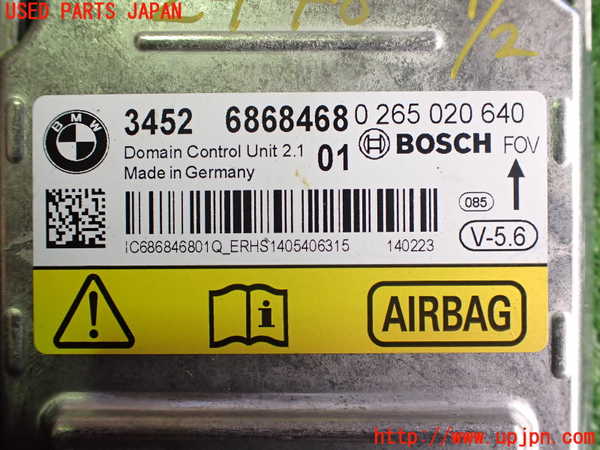 USED PARTS JAPAN
1/2
BMW
3452 6868468 0 265 020 640
Domain Control Unit 2.1 01 BOSCH FOV
Made in Germany
085
V-5.6
IC686846801Q_ERHS1405406315 140223
i AIRBAG
http://www.upjpn.com/